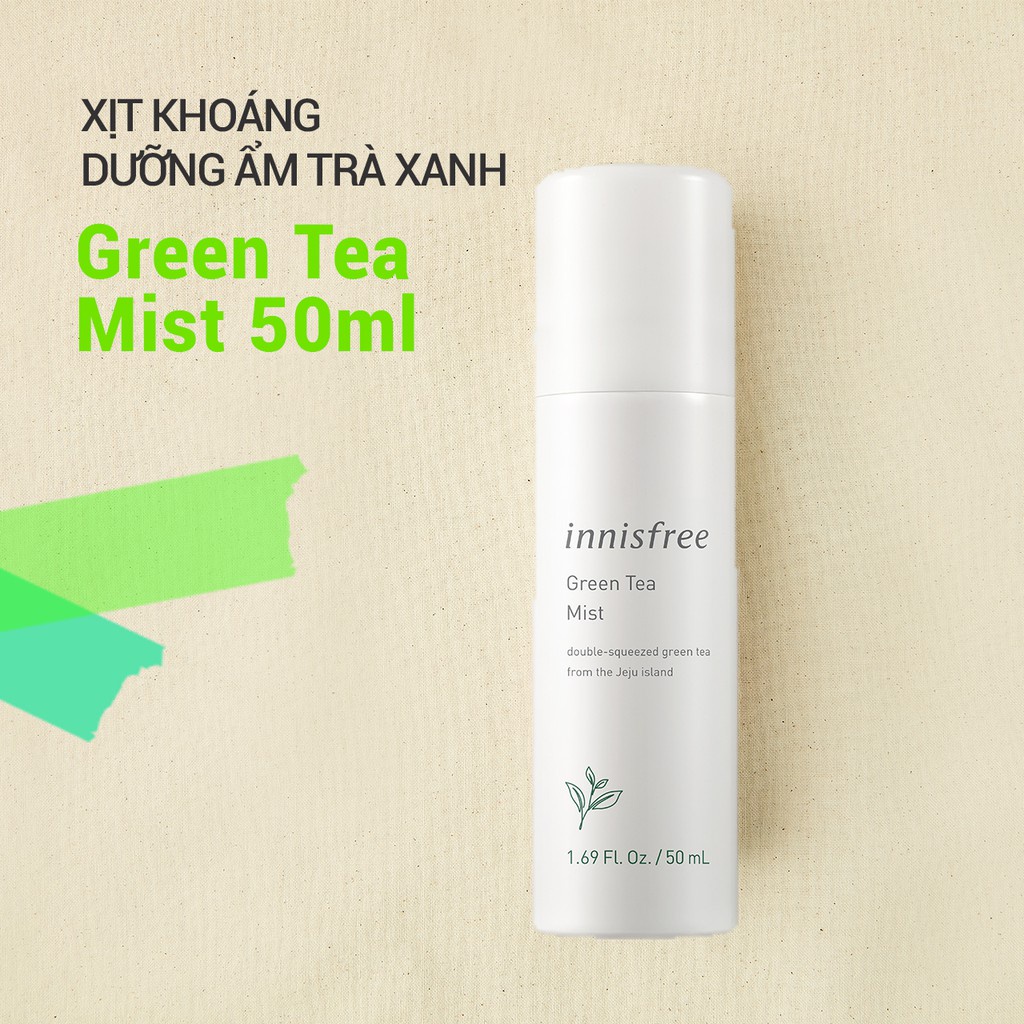 XỊT KHOÁNG
DƯỠNG ẨM TRÀ XANH
Green Tea
Mist 50ml
innisfree
Green Tea
Mist
double-squeezed green tea
from the Jeju island
1.69 Fl. Oz. / 50 mL